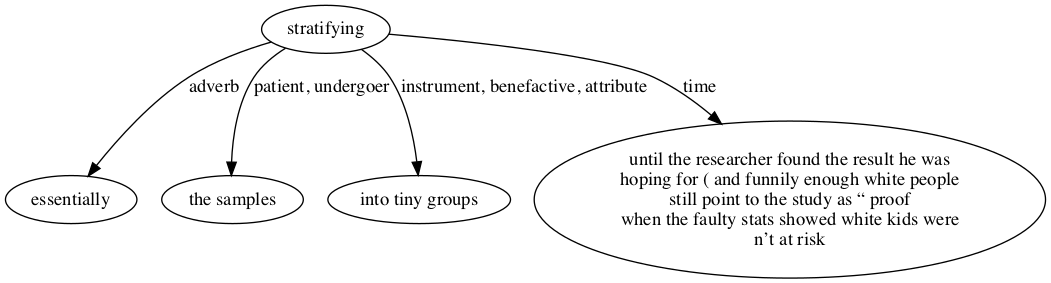 stratifying
adverb
patient, undergoer
instrument, benefactive, attribute
time
essentially
the samples
into tiny groups
until the researcher found the result he was
hoping for ( and funnily enough white people
still point to the study as “ proof
when the faulty stats showed white kids were
n’t at risk